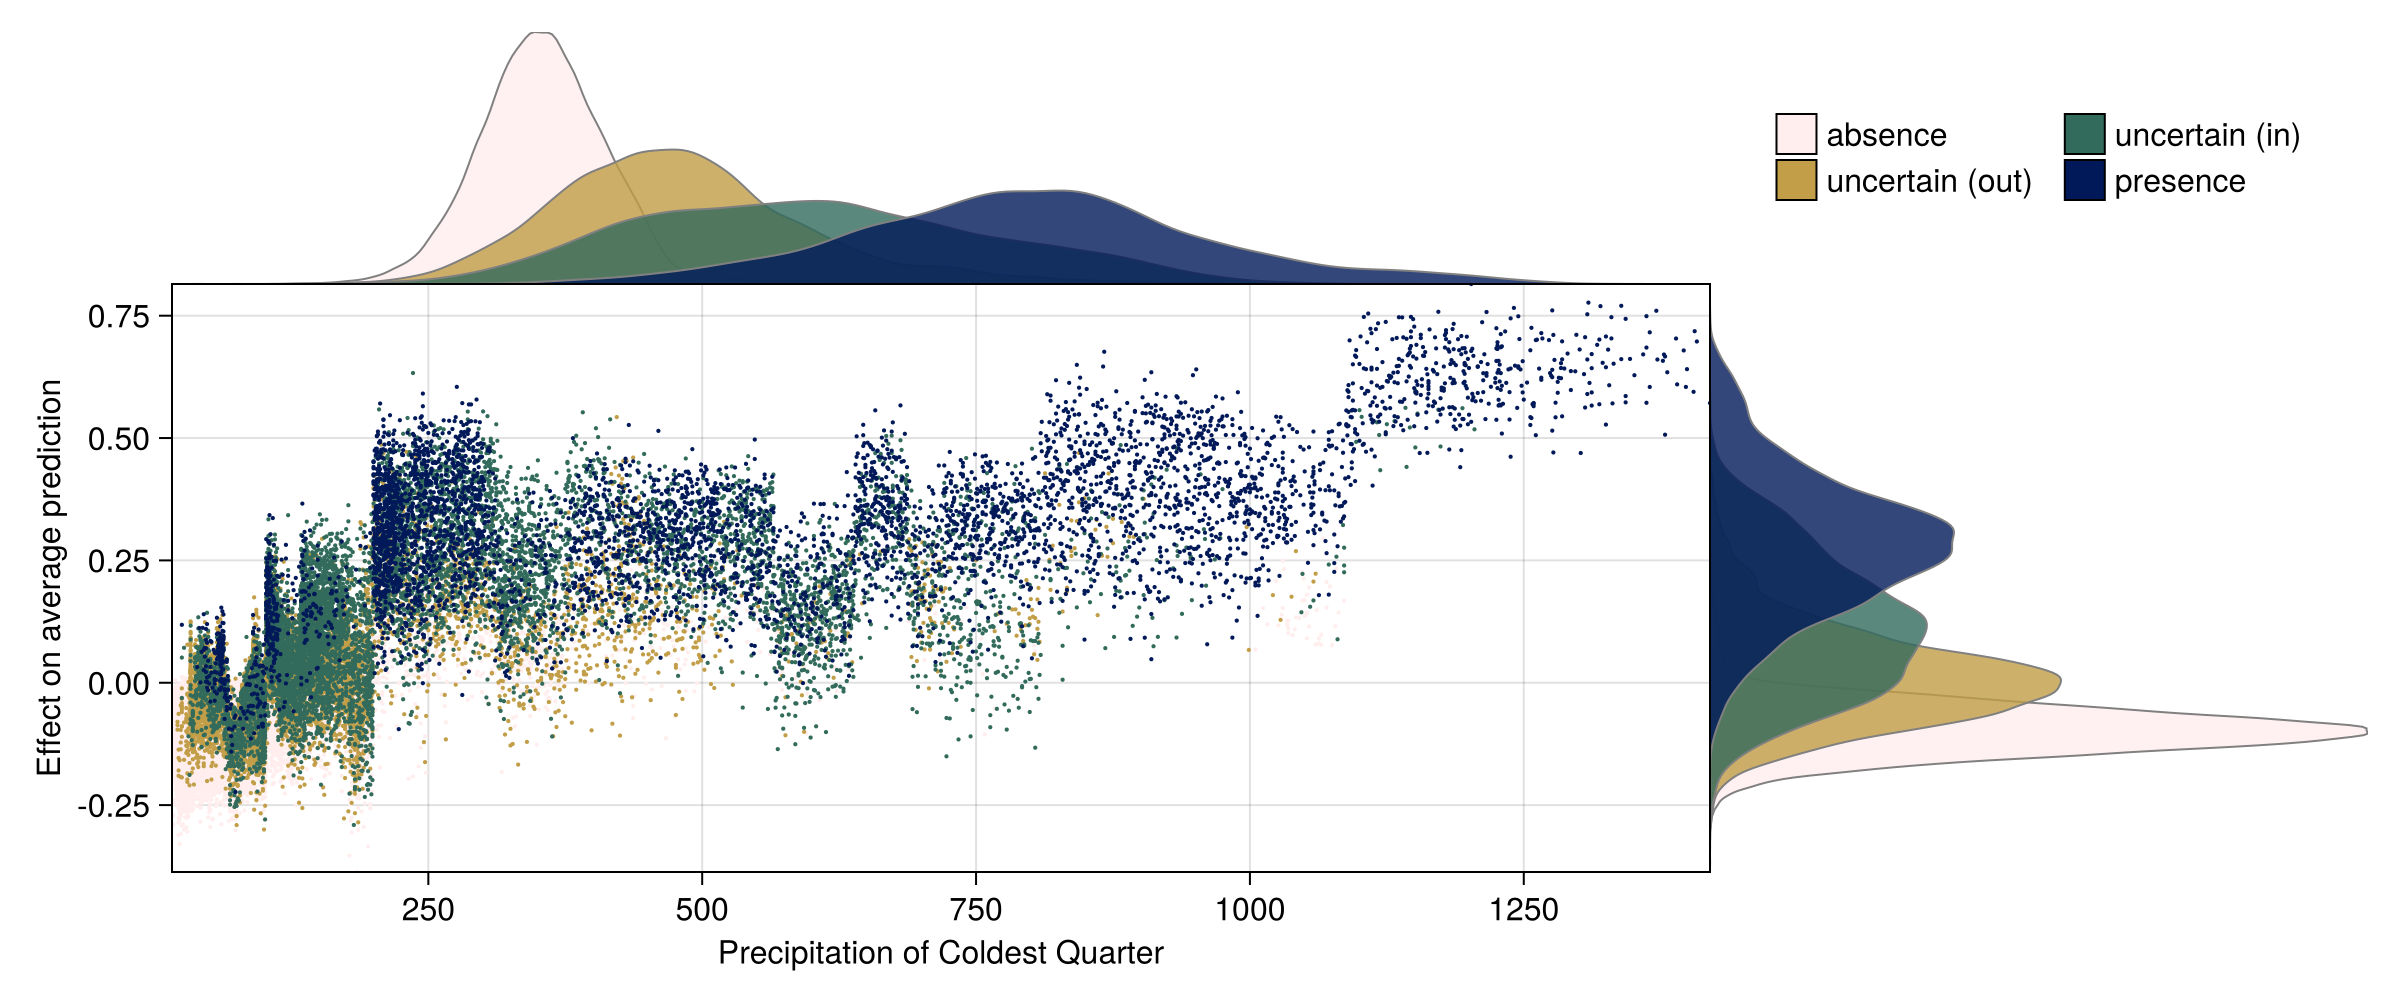 absence
uncertain (in)
uncertain (out)
presence
0.75
0.50
0.25
0.00
-0.25
Effect on average prediction
250
500
750
1000
1250
Precipitation of Coldest Quarter